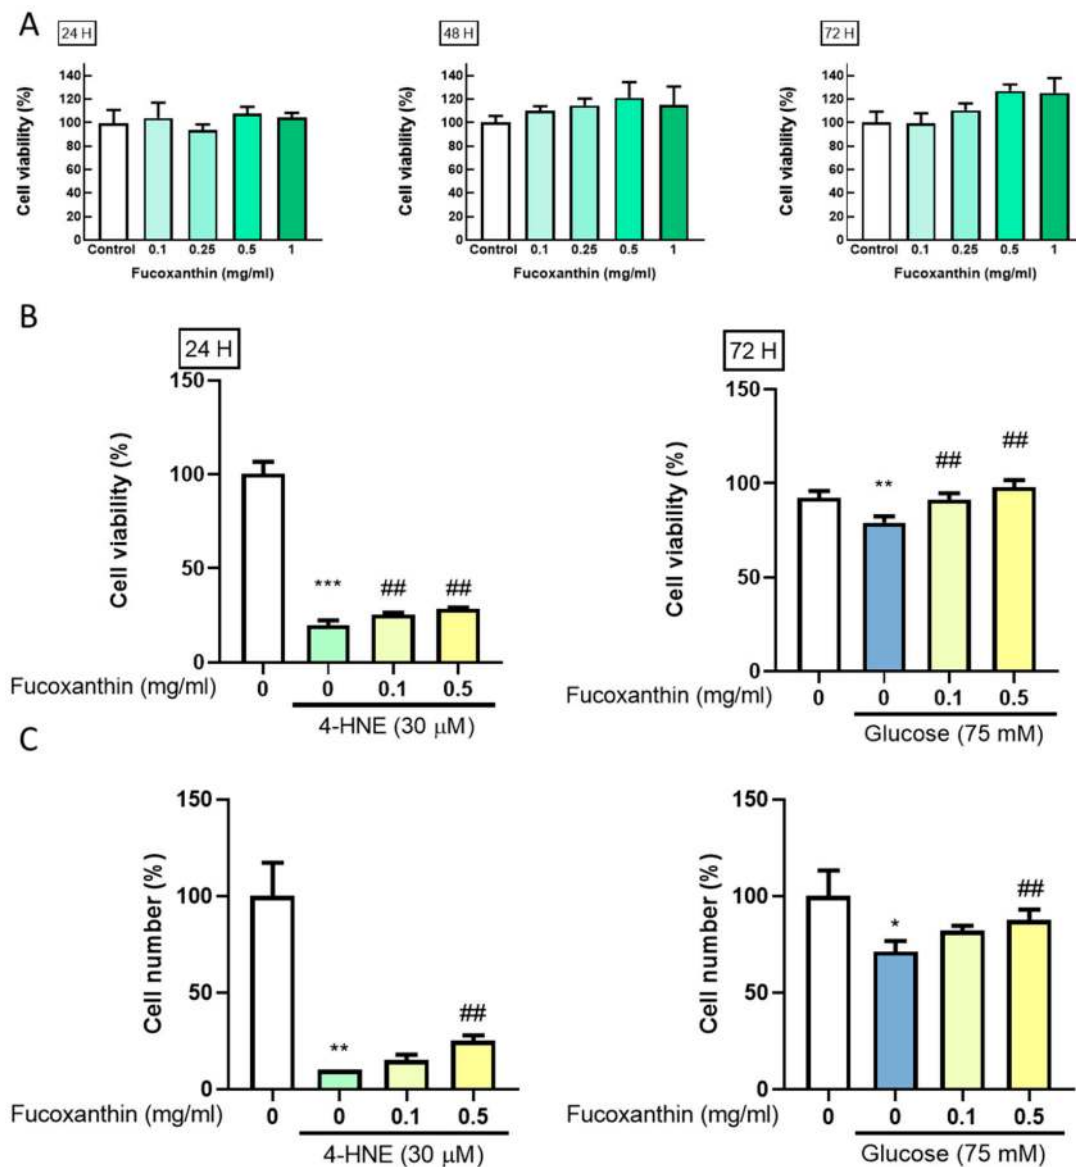 A
24 H
48 H
72 H
Cell viability (%)
140
120
100
80
60
40
20
0
Control 0.1 0.25 0.5 1
Fucoxanthin (mg/ml)
Cell viability (%)
140
120
100
80
60
40
20
0
Control 0.1 0.25 0.5 1
Fucoxanthin (mg/ml)
Cell viability (%)
140
120
100
80
60
40
20
0
Control 0.1 0.25 0.5 1
Fucoxanthin (mg/ml)
B
24 H
Cell viability (%)
150
100
50
0
*** ## ##
Fucoxanthin (mg/ml) 0 0 0.1 0.5
4-HNE (30 μM)
72 H
Cell viability (%)
150
100
50
0
** ## ##
Fucoxanthin (mg/ml) 0 0 0.1 0.5
Glucose (75 mM)
C
Cell number (%)
150
100
50
0
** ##
Fucoxanthin (mg/ml) 0 0 0.1 0.5
4-HNE (30 μM)
Cell number (%)
150
100
50
0
* ##
Fucoxanthin (mg/ml) 0 0 0.1 0.5
Glucose (75 mM)